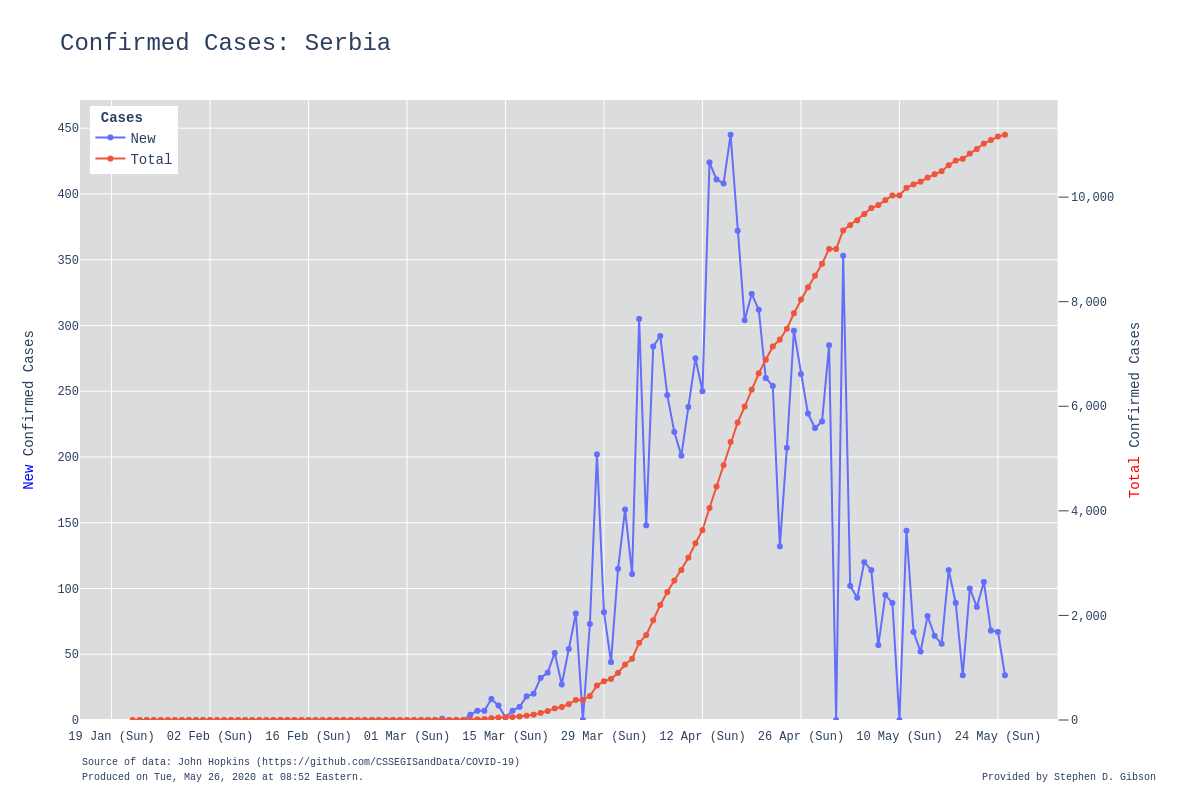 Confirmed Cases: Serbia
Cases
New
Total
450
400
350
300
250
200
150
100
50
0
10,000
8,000
6,000
4,000
2,000
0
New Confirmed Cases
Total Confirmed Cases
19 Jan (Sun) 02 Feb (Sun) 16 Feb (Sun) 01 Mar (Sun) 15 Mar (Sun) 29 Mar (Sun) 12 Apr (Sun) 26 Apr (Sun) 10 May (Sun) 24 May (Sun)
Source of data: John Hopkins (https://github.com/CSSEGISandData/COVID-19)
Produced on Tue, May 26, 2020 at 08:52 Eastern.
Provided by Stephen D. Gibson